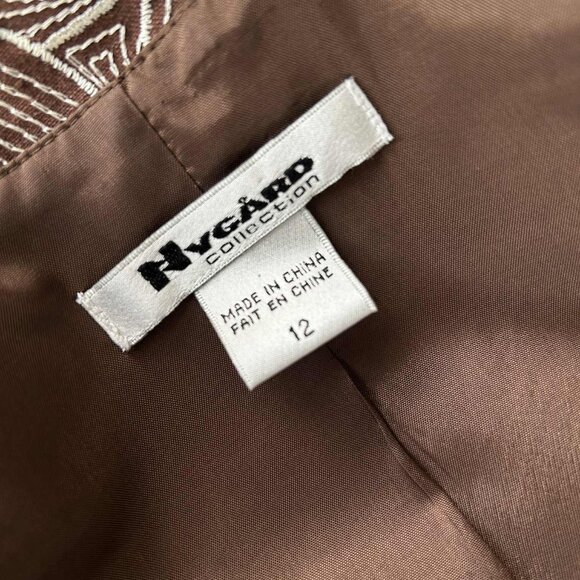 NYGÅRD
collection
MADE IN CHINA
FAIT EN CHINE
12